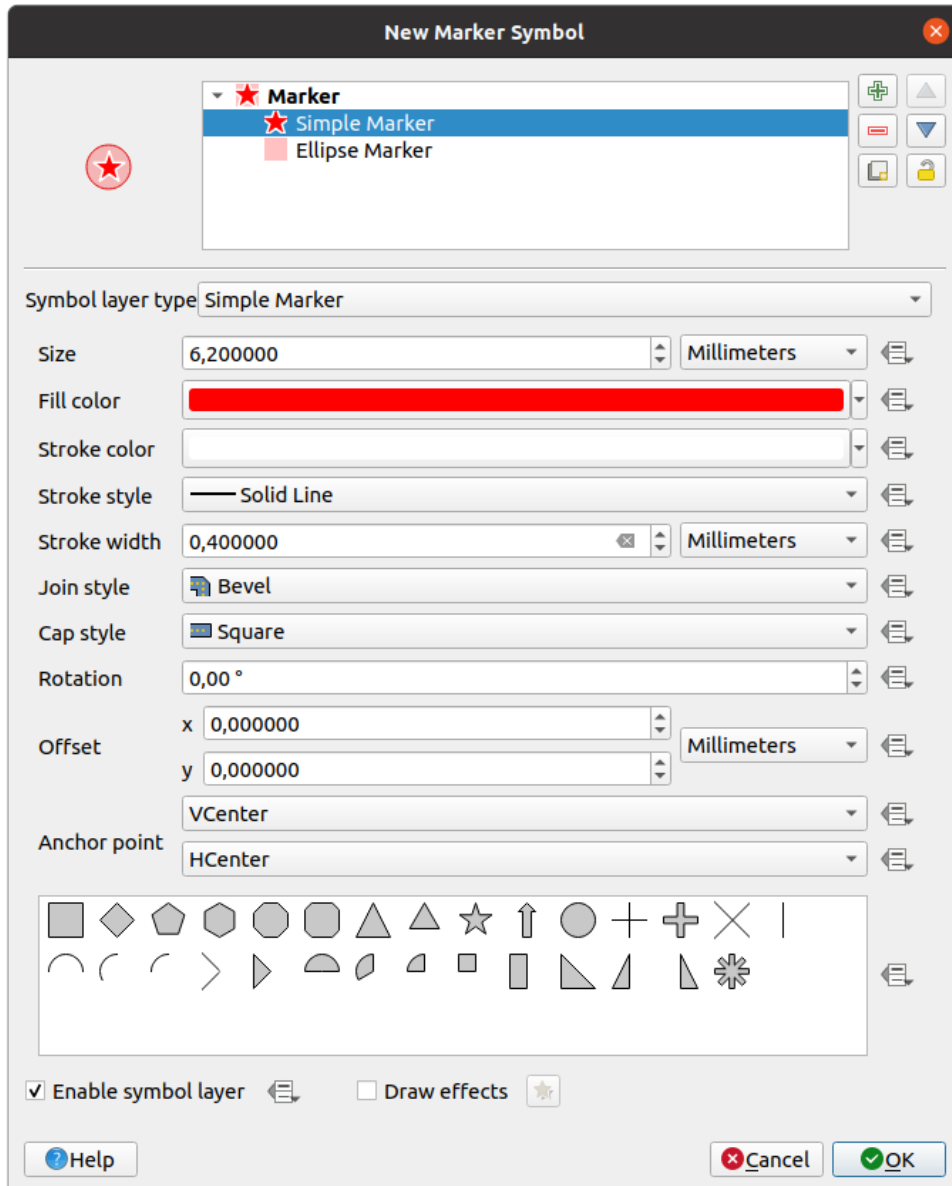 New Marker Symbol
Marker
Simple Marker
Ellipse Marker
Symbol layer type Simple Marker
Size 6,200000 Millimeters
Fill color
Stroke color
Stroke style Solid Line
Stroke width 0,400000 Millimeters
Join style Bevel
Cap style Square
Rotation 0,00 °
Offset x 0,000000 Millimeters
y 0,000000
Anchor point VCenter
HCenter
Enable symbol layer Draw effects
Help Cancel OK